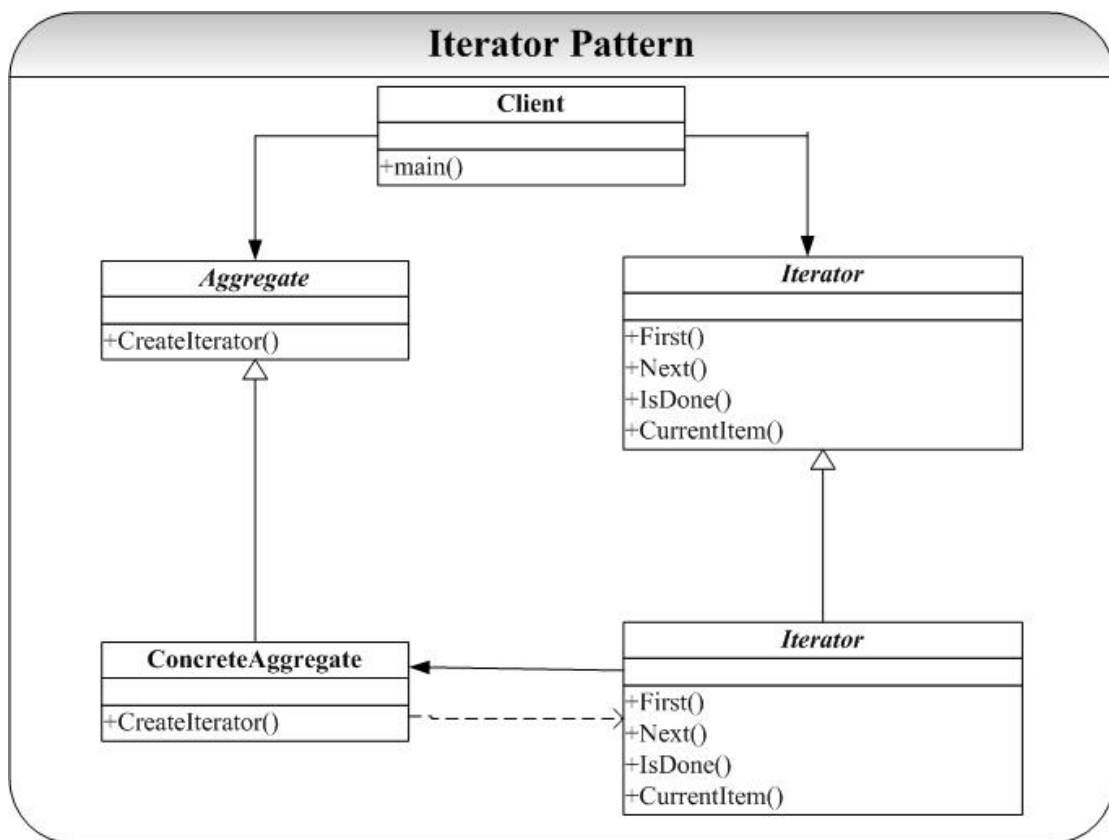 Iterator Pattern
Client
+main()
Aggregate
+CreateIterator()
Iterator
+First()
+Next()
+IsDone()
+CurrentItem()
ConcreteAggregate
+CreateIterator()
Iterator
+First()
+Next()
+IsDone()
+CurrentItem()